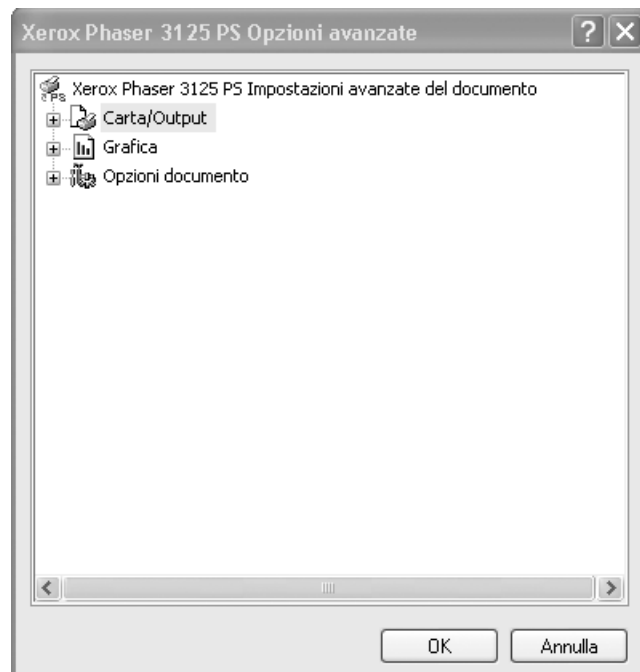 Xerox Phaser 3125 PS Opzioni avanzate
Xerox Phaser 3125 PS Impostazioni avanzate del documento
Carta/Output
Grafica
Opzioni documento
OK
Annulla